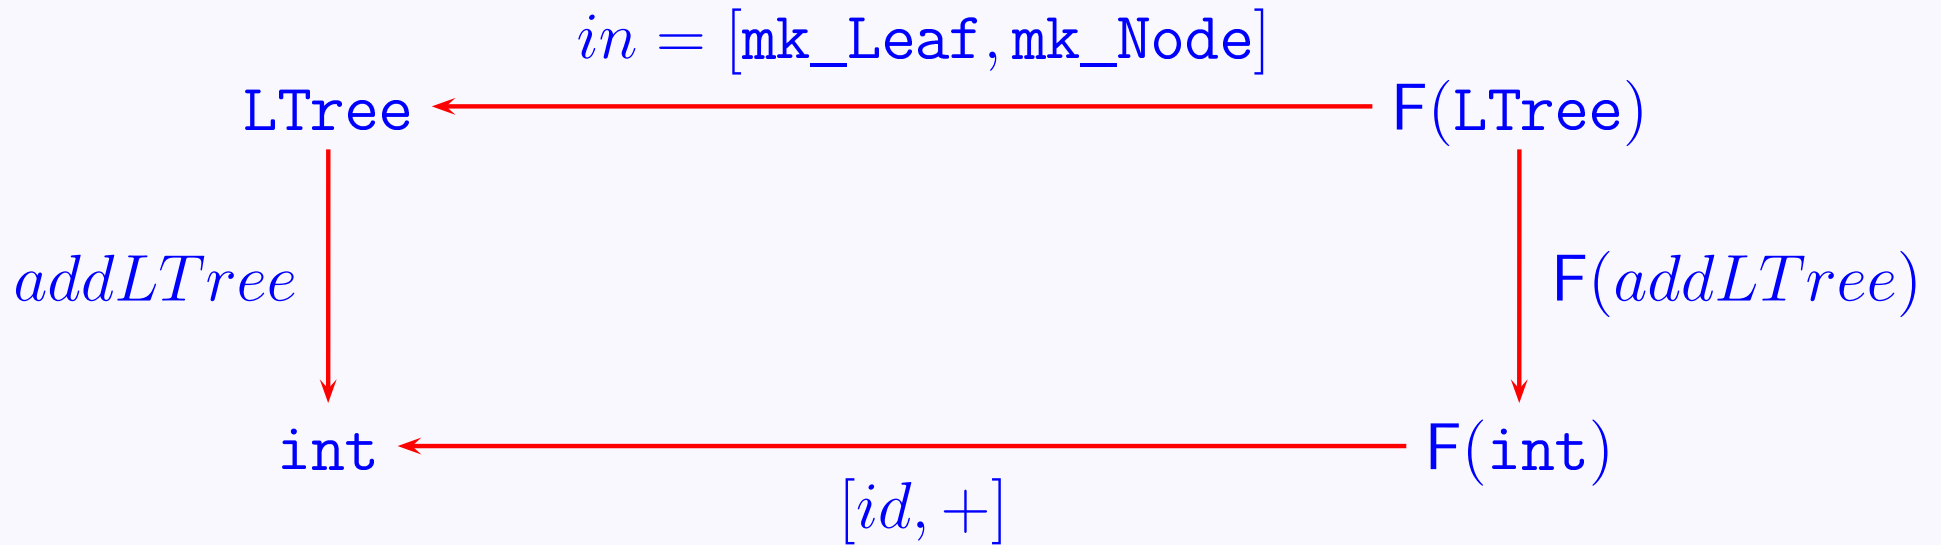 in = [mk_Leaf, mk_Node]
LTree F(LTree)
addLTree F(addLTree)
int F(int)
[id, +]